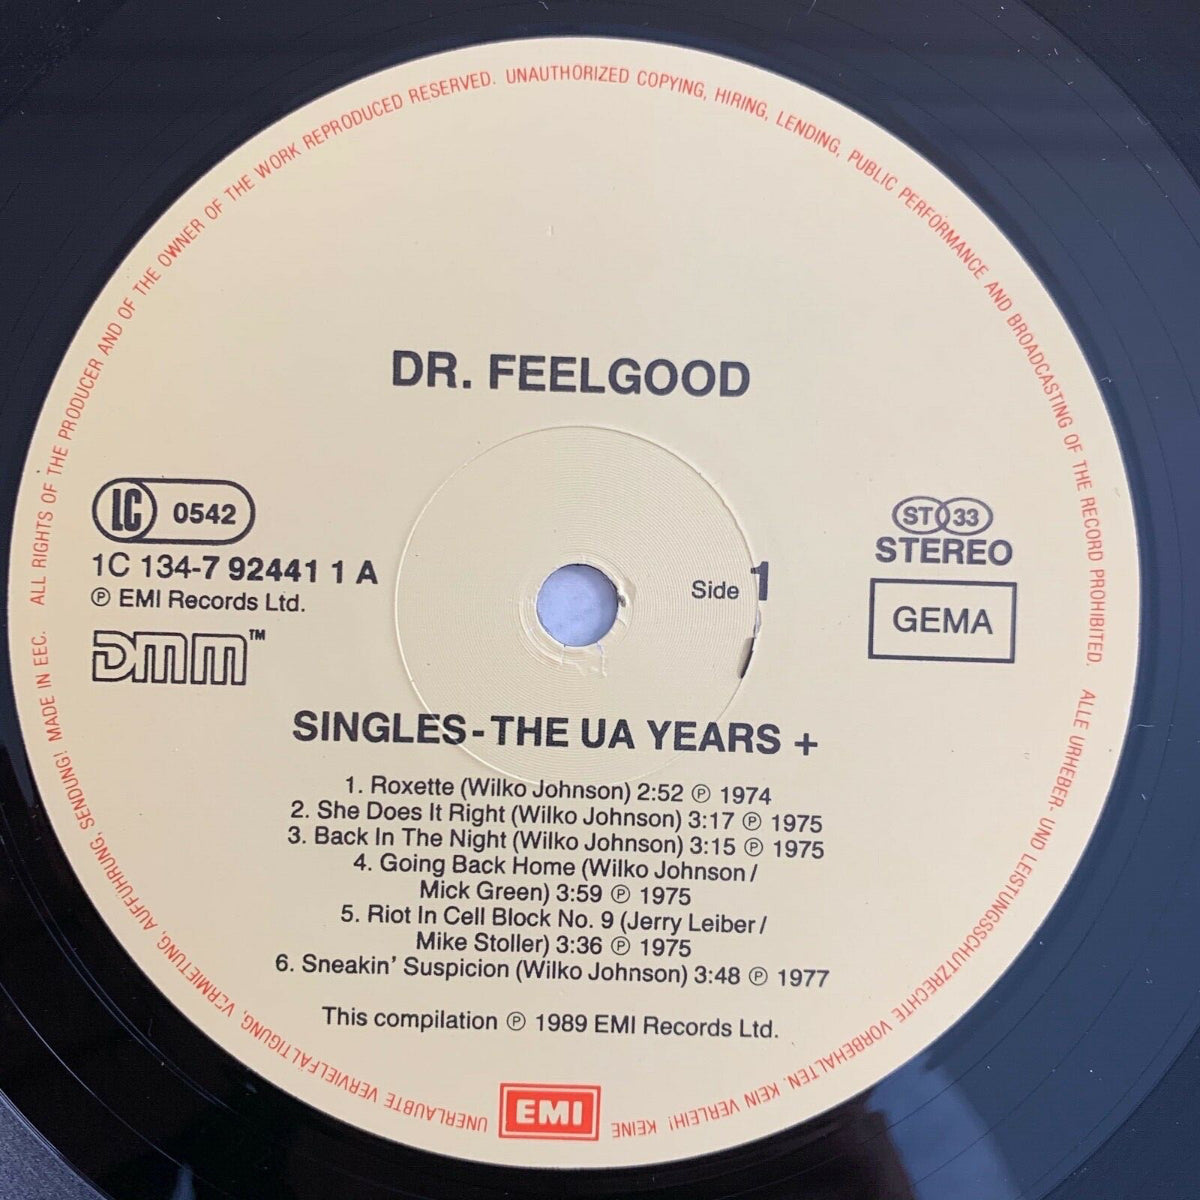 ALL RIGHTS OF THE PRODUCER AND OF THE OWNER OF THE WORK REPRODUCED RESERVED. UNAUTHORIZED COPYING, HIRING, LENDING, PUBLIC PERFORMANCE AND BROADCASTING OF THE RECORD PROHIBITED.
ALLE URHEBER- UND LEISTUNGSSCHUTZRECHTE VORBEHALTEN. KEIN VERLEIH! KEINE
UNERLAUBTE VERVIELFÄLTIGUNG, VERMIETUNG, AUFFÜHRUNG, SENDUNG! MADE IN EEC.
DR. FEELGOOD
LC 0542
1C 134-7 92441 1 A
℗ EMI Records Ltd.
DMM™
Side 1
ST 33
STEREO
GEMA
SINGLES-THE UA YEARS +
1. Roxette (Wilko Johnson) 2:52 ℗ 1974
2. She Does It Right (Wilko Johnson) 3:17 ℗ 1975
3. Back In The Night (Wilko Johnson) 3:15 ℗ 1975
4. Going Back Home (Wilko Johnson/
Mick Green) 3:59 ℗ 1975
5. Riot In Cell Block No. 9 (Jerry Leiber/
Mike Stoller) 3:36 ℗ 1975
6. Sneakin' Suspicion (Wilko Johnson) 3:48 ℗ 1977
This compilation ℗ 1989 EMI Records Ltd.
EMI